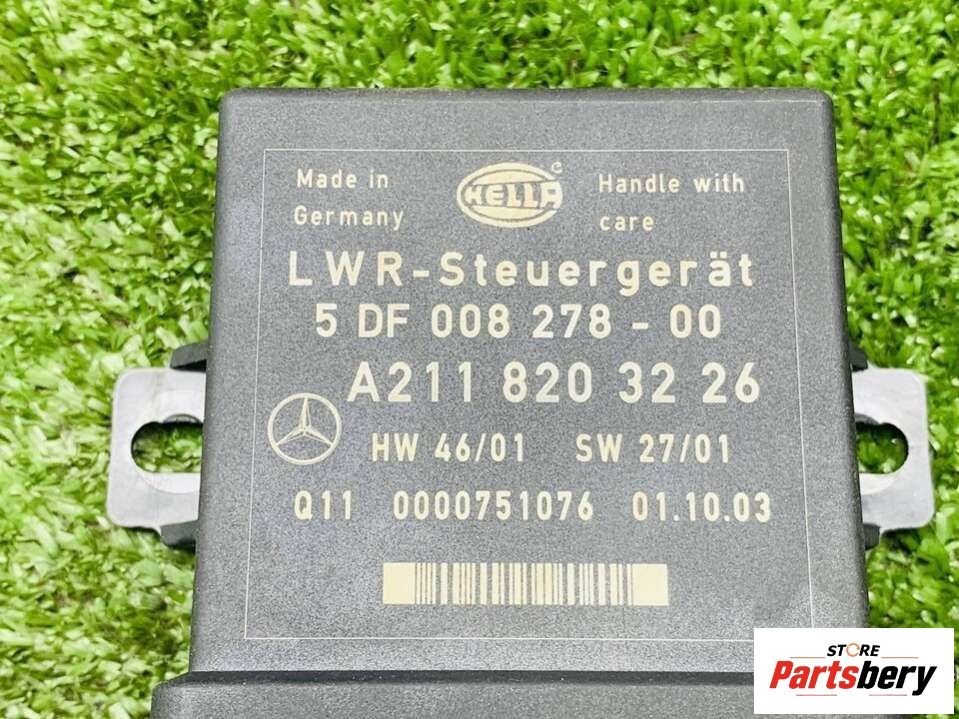 Made in
Germany
HELLA
Handle with
care
LWR-Steuergerät
5 DF 008 278 - 00
A211 820 32 26
HW 46/01 SW 27/01
Q11 0000751076 01.10.03
STORE
Partsbery